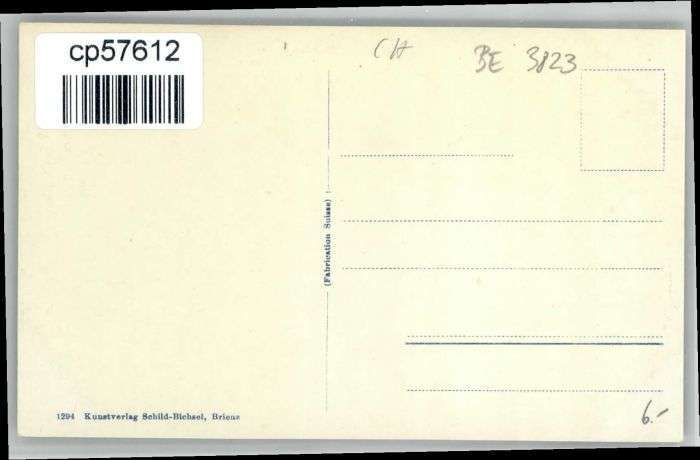 cp57612
CH BE 3823
(Fabrication Suisse)
1294 Kunstverlag Schild-Bichsel, Brienz
6.-